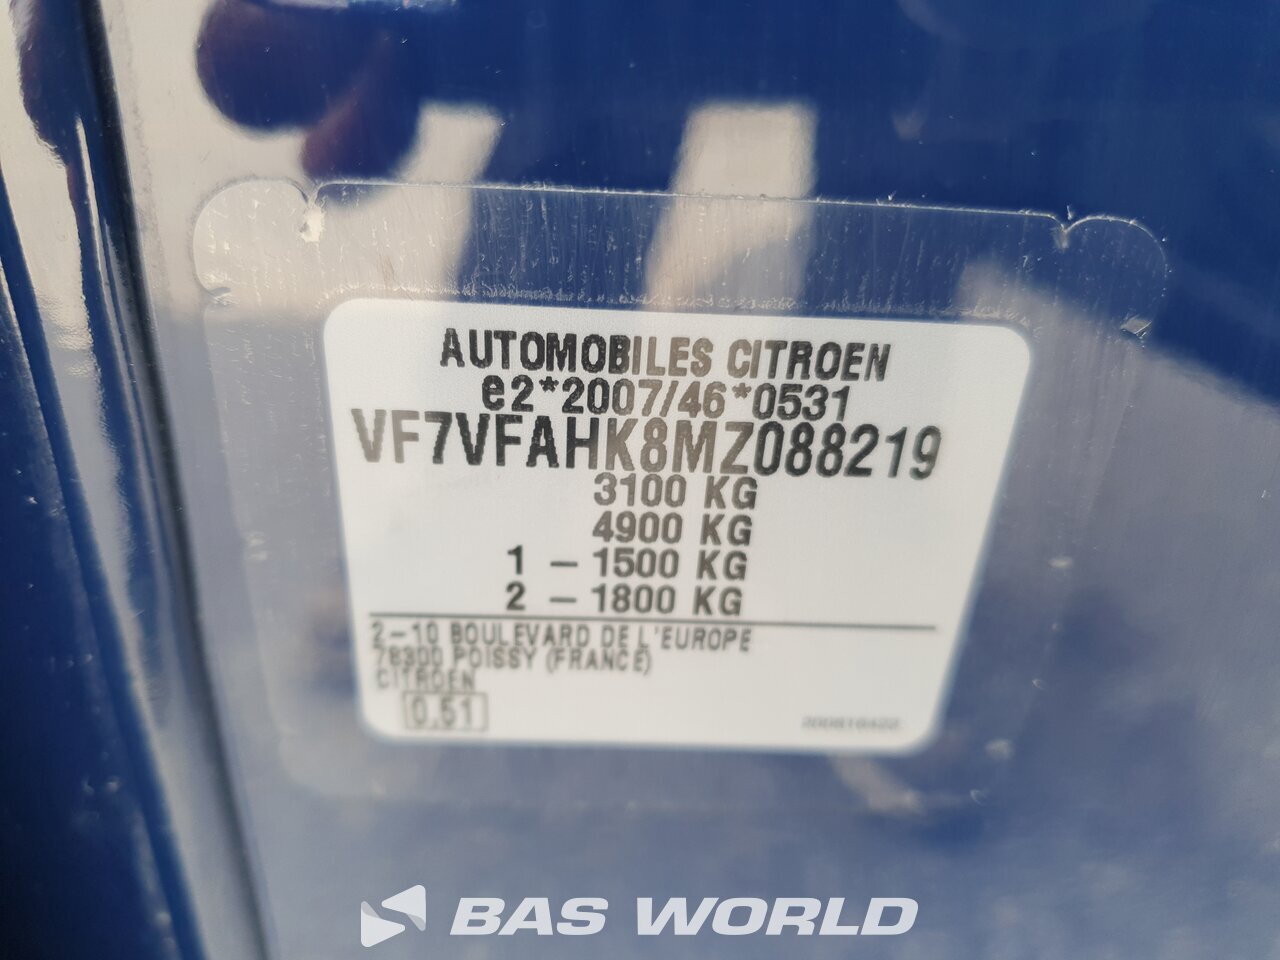 AUTOMOBILES CITROEN
e2*2007/46*0531
VF7VFAHK8MZ088219
3100 KG
4900 KG
1 - 1500 KG
2 - 1800 KG
2-10 BOULEVARD DE L'EUROPE
78300 POISSY (FRANCE)
CITROEN
0.51
BAS WORLD